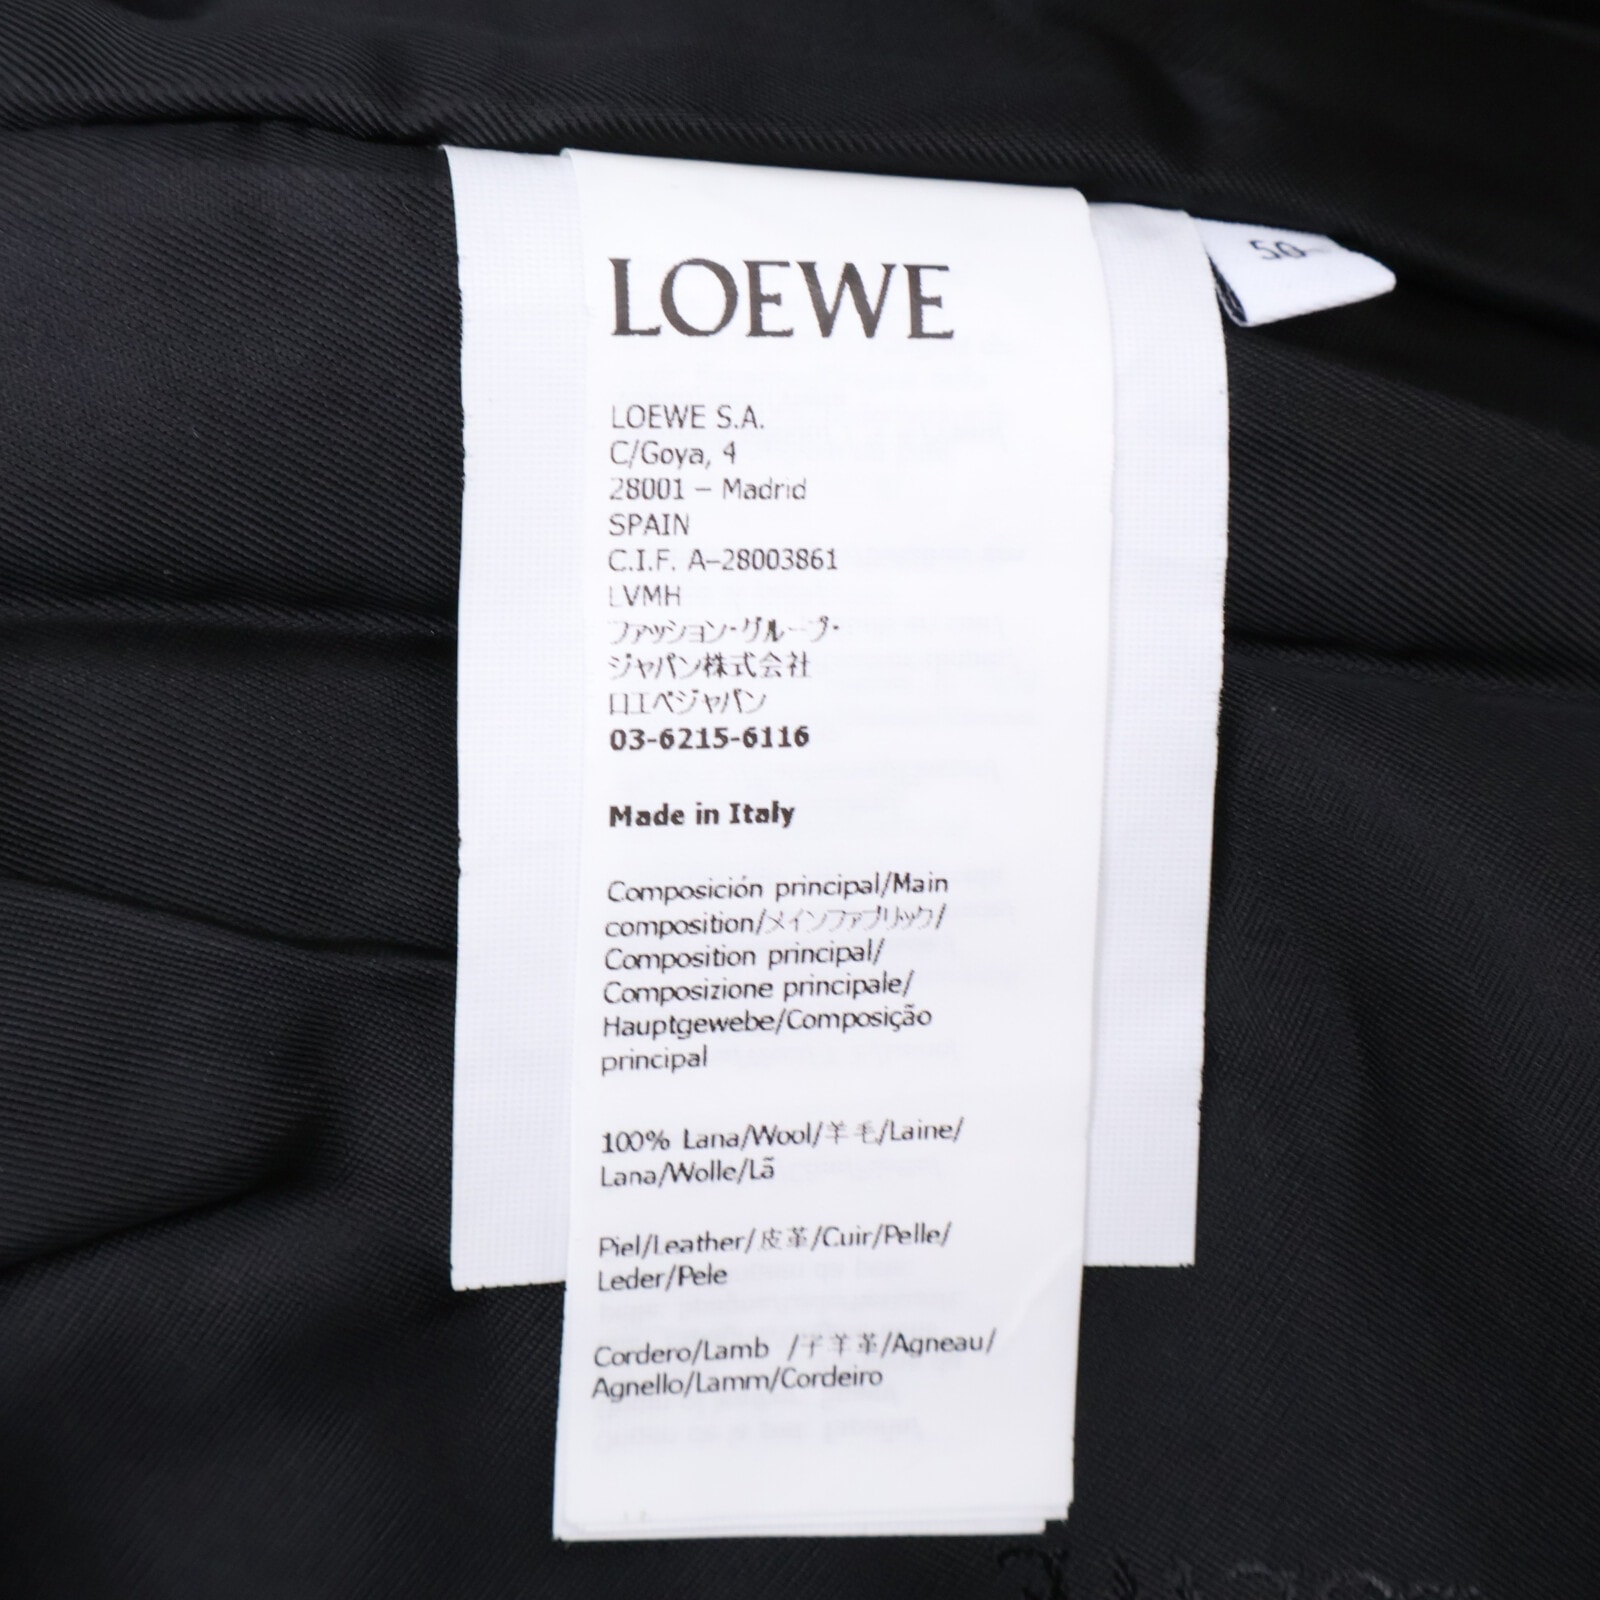 LOEWE
50
LOEWE S.A.
C/Goya, 4
28001 – Madrid
SPAIN
C.I.F. A–28003861
LVMH
ファッション・グループ・
ジャパン株式会社
ロエベジャパン
03-6215-6116
Made in Italy
Composición principal/Main
composition/メインファブリック/
Composition principal/
Composizione principale/
Hauptgewebe/Composição
principal
100% Lana/Wool/羊毛/Laine/
Lana/Wolle/Lã
Piel/Leather/皮革/Cuir/Pelle/
Leder/Pele
Cordero/Lamb /子羊革/Agneau/
Agnello/Lamm/Cordeiro